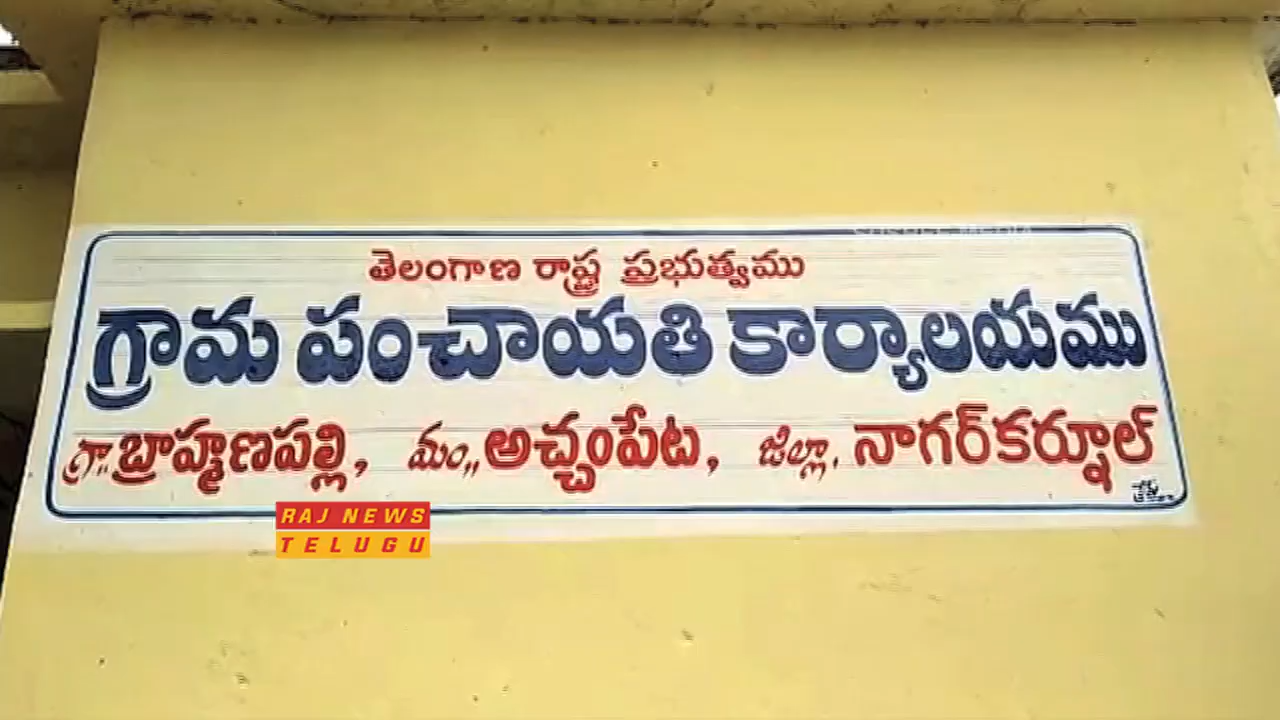 తెలంగాణ రాష్ట్ర ప్రభుత్వము
గ్రామ పంచాయతి కార్యాలయము
గ్రా.. బ్రాహ్మణపల్లి, మం,, అచ్చంపేట, జిల్లా. నాగర్‌కర్నూల్
RAJ NEWS
TELUGU